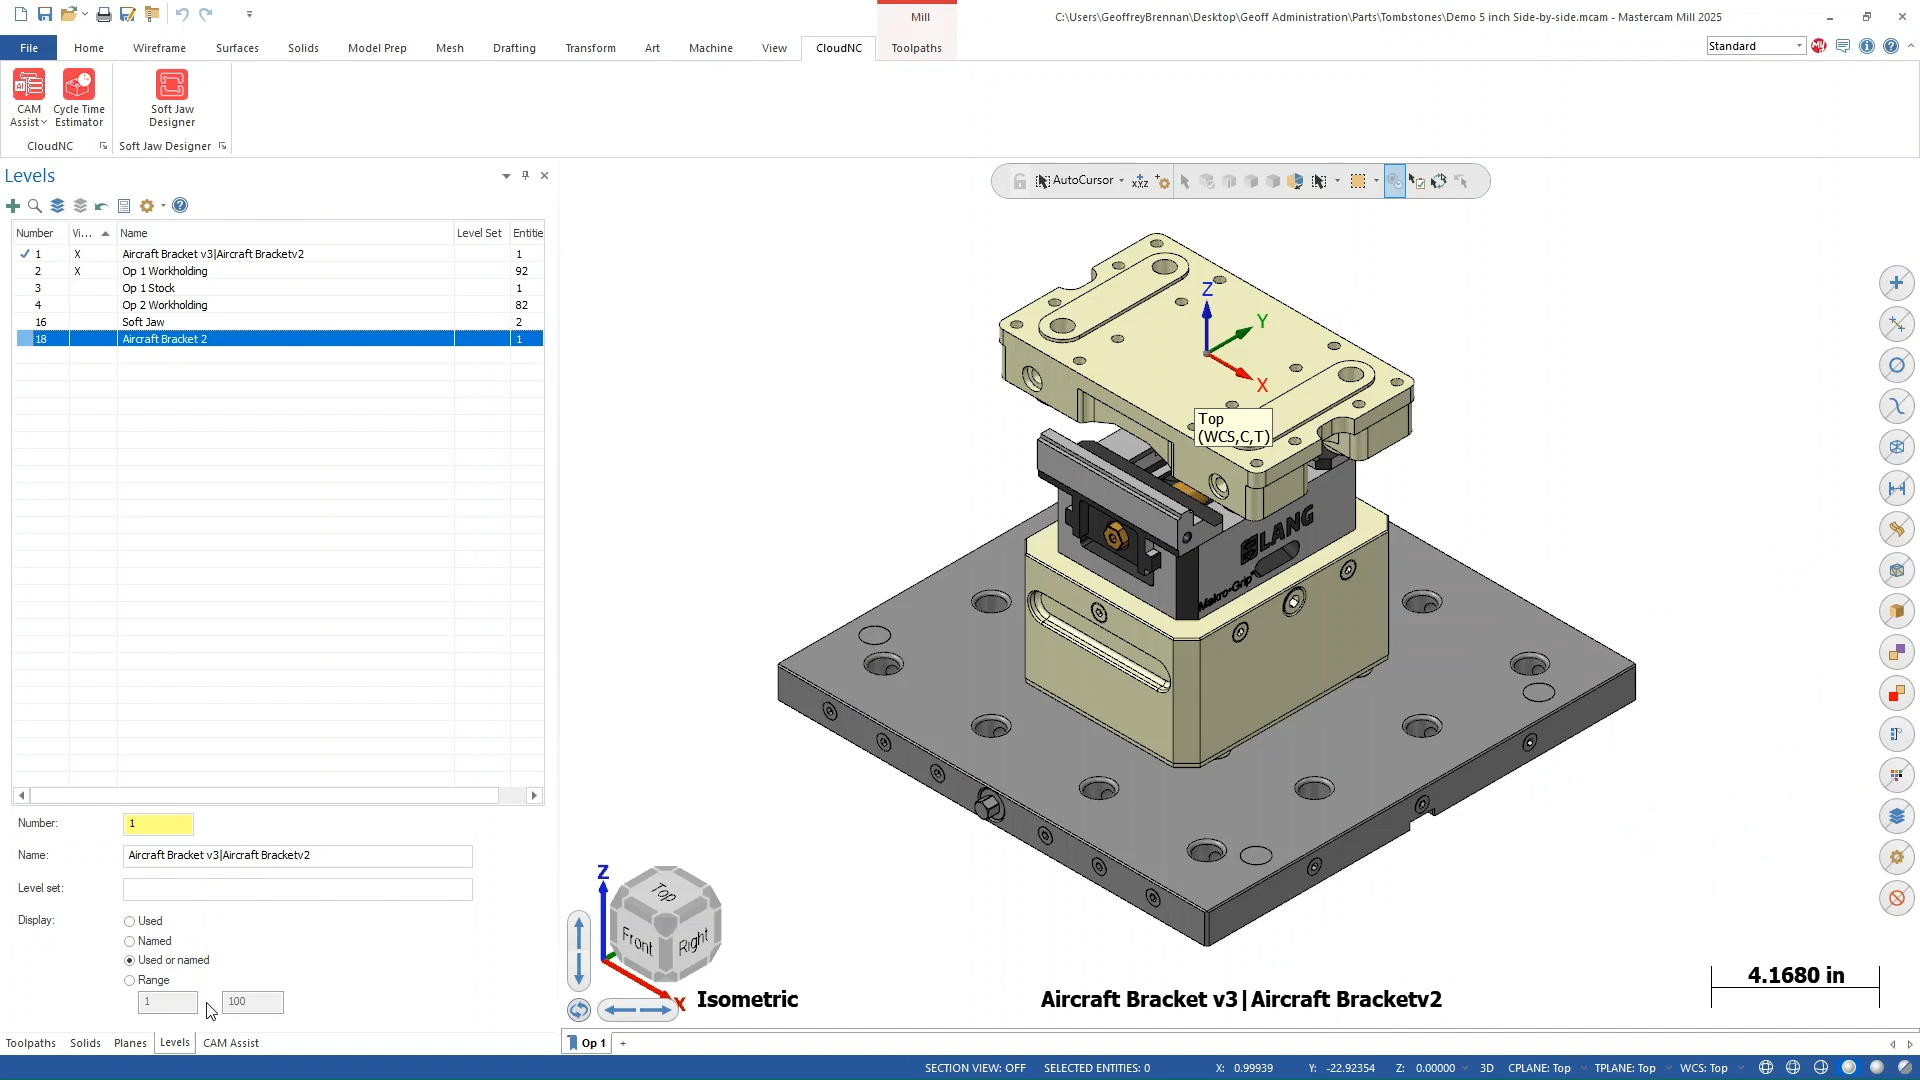 Mill
C:\Users\GeoffreyBrennan\Desktop\Geoff Administration\Parts\Tombstones\Demo 5 inch Side-by-side.mcam - Mastercam Mill 2025
File
Home
Wireframe
Surfaces
Solids
Model Prep
Mesh
Drafting
Transform
Art
Machine
View
CloudNC
Toolpaths
Standard
CAM Assist
Cycle Time Estimator
Soft Jaw Designer
CloudNC
Soft Jaw Designer
Levels
AutoCursor
XYZ
Number Vi... Name Level Set Entitie
1 X Aircraft Bracket v3|Aircraft Bracketv2 1
2 X Op 1 Workholding 92
3 Op 1 Stock 1
4 Op 2 Workholding 82
16 Soft Jaw 2
18 Aircraft Bracket 2 1
Z
Y
X
Top
(WCS,C,T)
LANG
Makro•Grip
Number: 1
Name: Aircraft Bracket v3|Aircraft Bracketv2
Level set:
Display:
Used
Named
Used or named
Range
1 100
Z
Top
Front
Right
X
Isometric
Aircraft Bracket v3|Aircraft Bracketv2
4.1680 in
Toolpaths
Solids
Planes
Levels
CAM Assist
Op 1
+
SECTION VIEW: OFF
SELECTED ENTITIES: 0
X: 0.99939
Y: -22.92354
Z: 0.00000
3D
CPLANE: Top
TPLANE: Top
WCS: Top